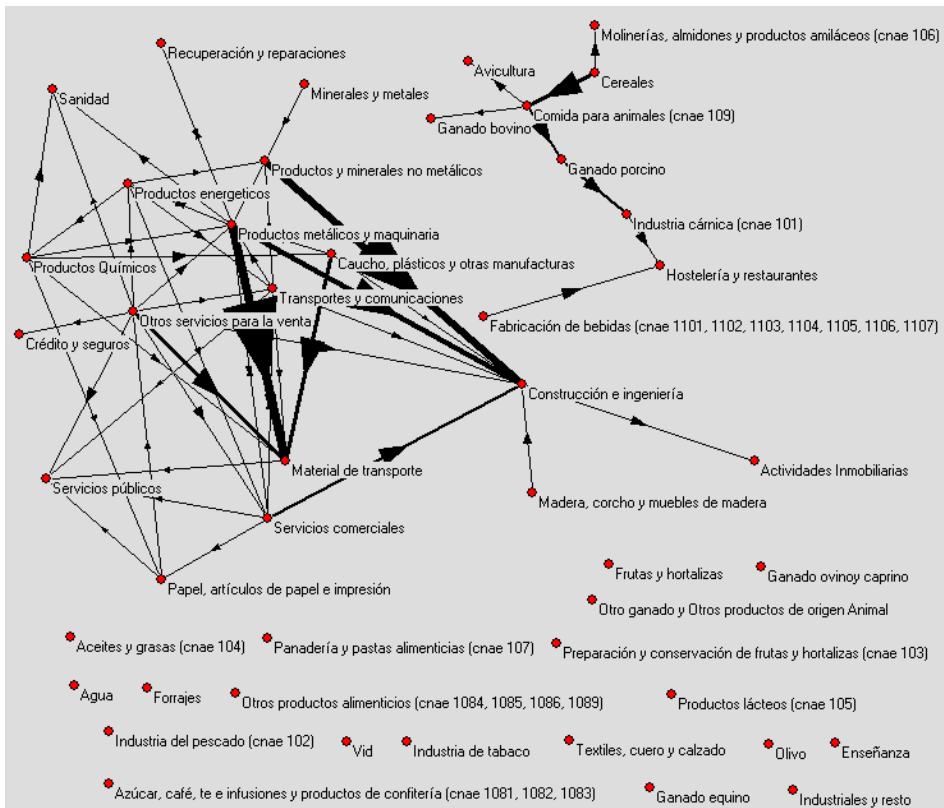 Molinerías, almidones y productos amiláceos (cnae 106)
Recuperación y reparaciones
Avicultura
Cereales
Sanidad
Minerales y metales
Comida para animales (cnae 109)
Ganado bovino
Productos y minerales no metálicos
Ganado porcino
Productos energeticos
Industria cárnica (cnae 101)
Productos metálicos y maquinaria
Productos Químicos
Caucho, plásticos y otras manufacturas
Hostelería y restaurantes
Transportes y comunicaciones
Otros servicios para la venta
Fabricación de bebidas (cnae 1101, 1102, 1103, 1104, 1105, 1106, 1107)
Crédito y seguros
Construcción e ingeniería
Material de transporte
Actividades Inmobiliarias
Servicios públicos
Madera, corcho y muebles de madera
Servicios comerciales
Frutas y hortalizas
Ganado ovinoy caprino
Papel, artículos de papel e impresión
Otro ganado y Otros productos de origen Animal
Aceites y grasas (cnae 104)
Panadería y pastas alimenticias (cnae 107)
Preparación y conservación de frutas y hortalizas (cnae 103)
Agua
Forrajes
Otros productos alimenticios (cnae 1084, 1085, 1086, 1089)
Productos lácteos (cnae 105)
Industria del pescado (cnae 102)
Vid
Industria de tabaco
Textiles, cuero y calzado
Olivo
Enseñanza
Azúcar, café, te e infusiones y productos de confitería (cnae 1081, 1082, 1083)
Ganado equino
Industriales y resto